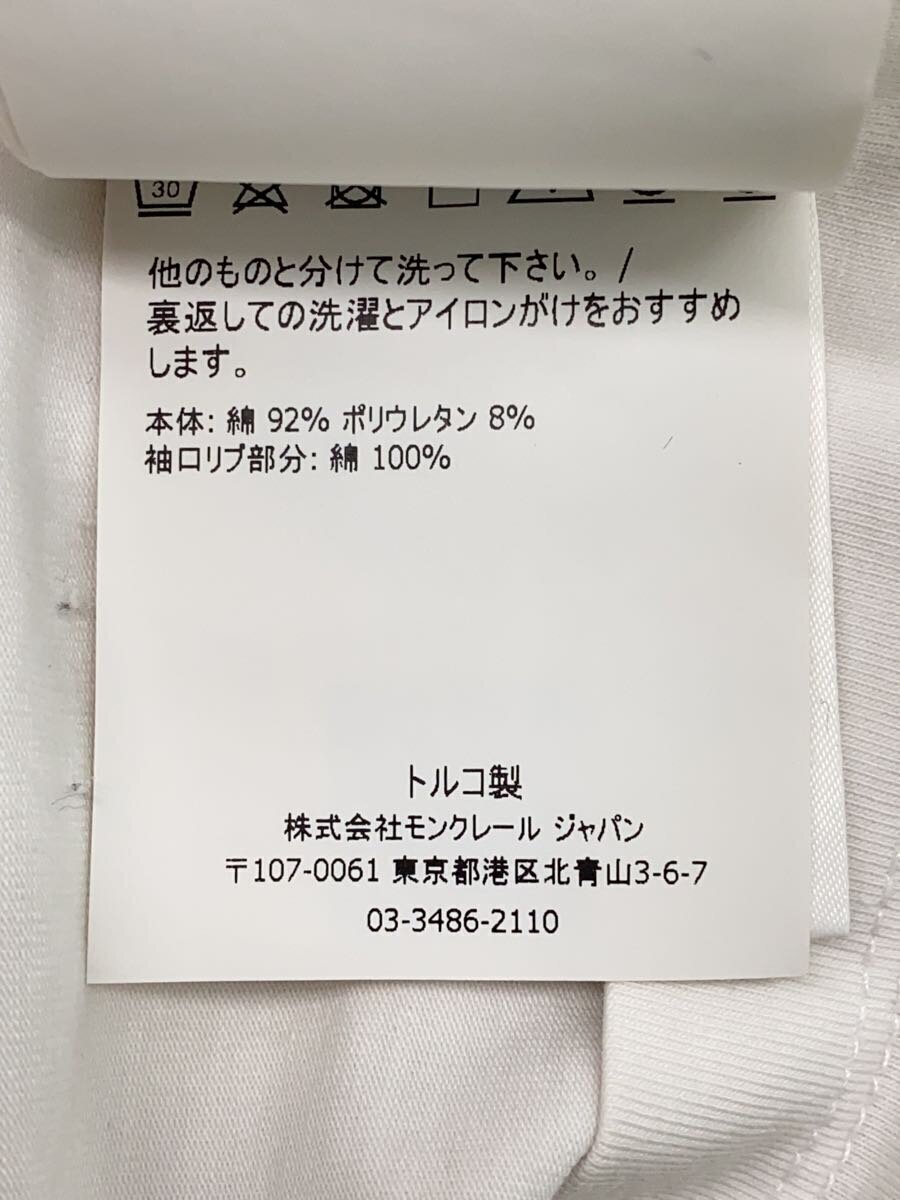 30
他のものと分けて洗って下さい。/
裏返しての洗濯とアイロンがけをおすすめ
します。
本体: 綿 92% ポリウレタン 8%
袖口リブ部分: 綿 100%
トルコ製
株式会社モンクレール ジャパン
〒107-0061 東京都港区北青山3-6-7
03-3486-2110